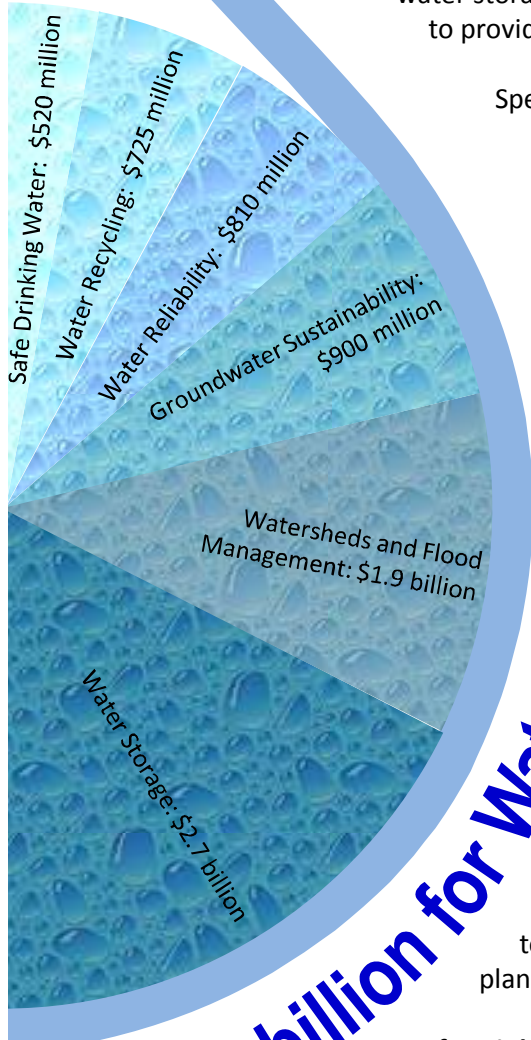 water
to
Spe
Safe Drinking Water: $520 million
Water Recycling: $725 million
Water Reliability: $810 million
Groundwater Sustainability:
$900 million
Watersheds and Flood
Management: $1.9 billion
Water Storage: $2.7 billion
billion for
plan